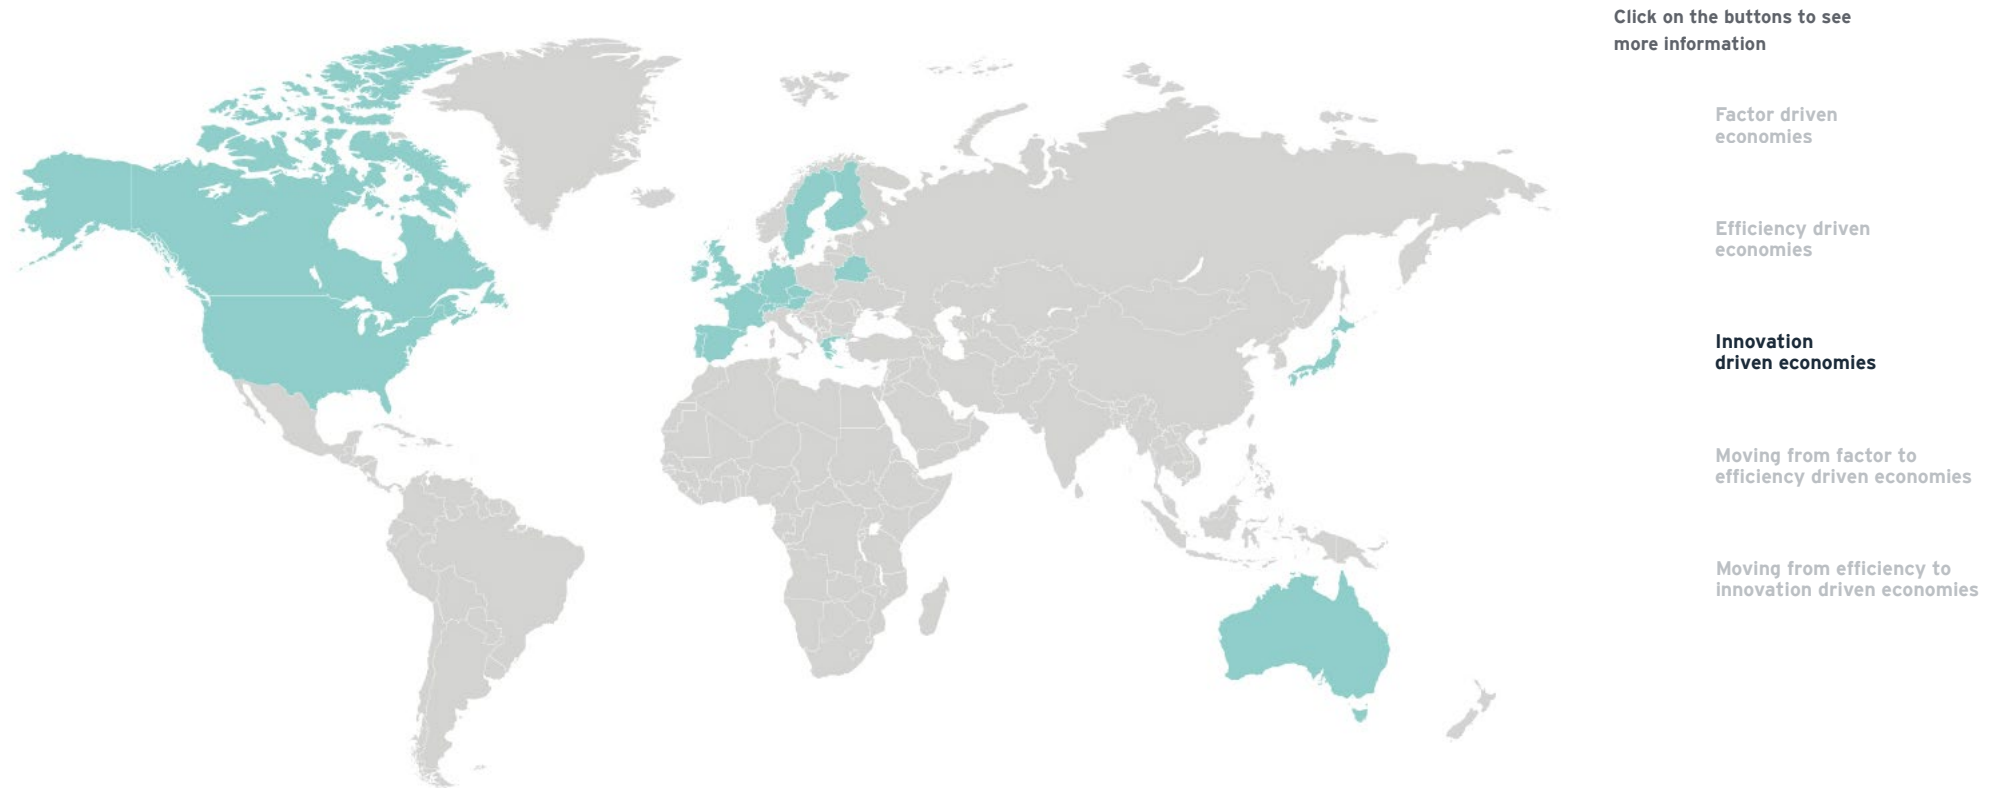 Click on the buttons to see
more information
Factor driven
economies
Efficiency driven
economies
Innovation
driven economies
Moving from factor to
efficiency driven economies
Moving from efficiency to
innovation driven economies